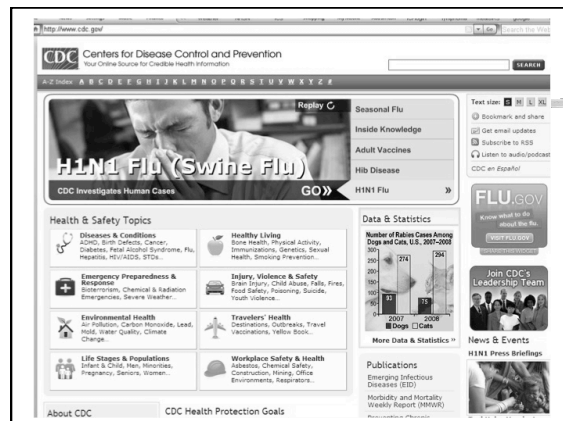 http://www.cdc.gov/
Go
Search the Web
CDC
Centers for Disease Control and Prevention
Your Online Source for Credible Health Information
SEARCH
A-Z Index A B C D E F G H I J K L M N O P Q R S T U V W X Y Z #
Replay
H1N1 Flu (Swine Flu)
CDC Investigates Human Cases
GO»
Seasonal Flu
Inside Knowledge
Adult Vaccines
Hib Disease
H1N1 Flu »
Text size: S M L XL
Bookmark and share
Get email updates
Subscribe to RSS
Listen to audio/podcast
CDC en Español
FLU.GOV
Know what to do
about the flu.
VISIT FLU.GOV
Join CDC's
Leadership Team
News & Events
H1N1 Press Briefings
Health & Safety Topics
Diseases & Conditions
ADHD, Birth Defects, Cancer,
Diabetes, Fetal Alcohol Syndrome, Flu,
Hepatitis, HIV/AIDS, STDs...
Healthy Living
Bone Health, Physical Activity,
Immunizations, Genetics, Sexual
Health, Smoking Prevention...
Emergency Preparedness &
Response
Bioterrorism, Chemical & Radiation
Emergencies, Severe Weather...
Injury, Violence & Safety
Brain Injury, Child Abuse, Falls, Fires,
Food Safety, Poisoning, Suicide,
Youth Violence...
Environmental Health
Air Pollution, Carbon Monoxide, Lead,
Mold, Water Quality, Climate
Change...
Travelers' Health
Destinations, Outbreaks, Travel
Vaccinations, Yellow Book...
Life Stages & Populations
Infant & Child, Men, Minorities,
Pregnancy, Seniors, Women...
Workplace Safety & Health
Asbestos, Chemical Safety,
Construction, Mining, Office
Environments, Respirators...
Data & Statistics
Number of Rabies Cases Among
Dogs and Cats, U.S., 2007–2008
300
250
200
150
100
50
0
93
274
75
294
2007
2008
Dogs
Cats
More Data & Statistics »
Publications
Emerging Infectious
Diseases (EID)
Morbidity and Mortality
Weekly Report (MMWR)
Preventing Chronic
About CDC
CDC Health Protection Goals